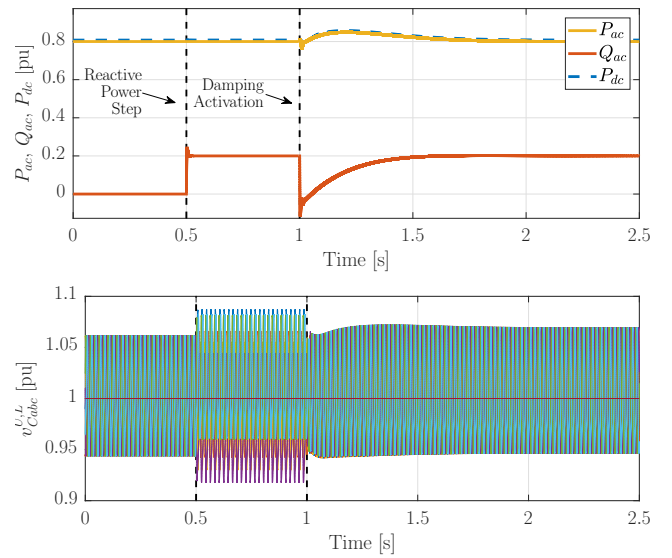 P_ac, Q_ac, P_dc [pu]
0.8
0.6
0.4
0.2
0
Reactive
Power
Step
Damping
Activation
P_ac
Q_ac
P_dc
0 0.5 1 1.5 2 2.5
Time [s]
v_Cabc^U,L [pu]
1.1
1.05
1
0.95
0.9
0 0.5 1 1.5 2 2.5
Time [s]